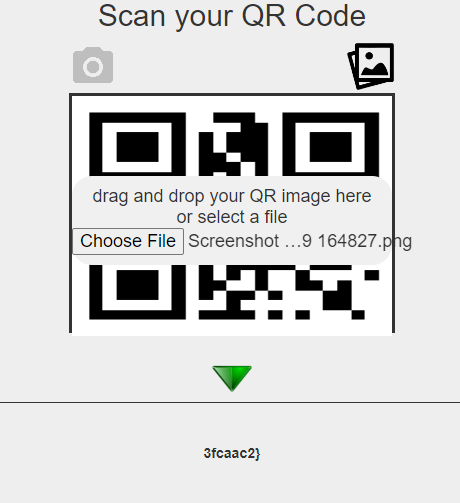 Scan your QR Code
drag and drop your QR image here
or select a file
Choose File Screenshot …9 164827.png
3fcaac2}